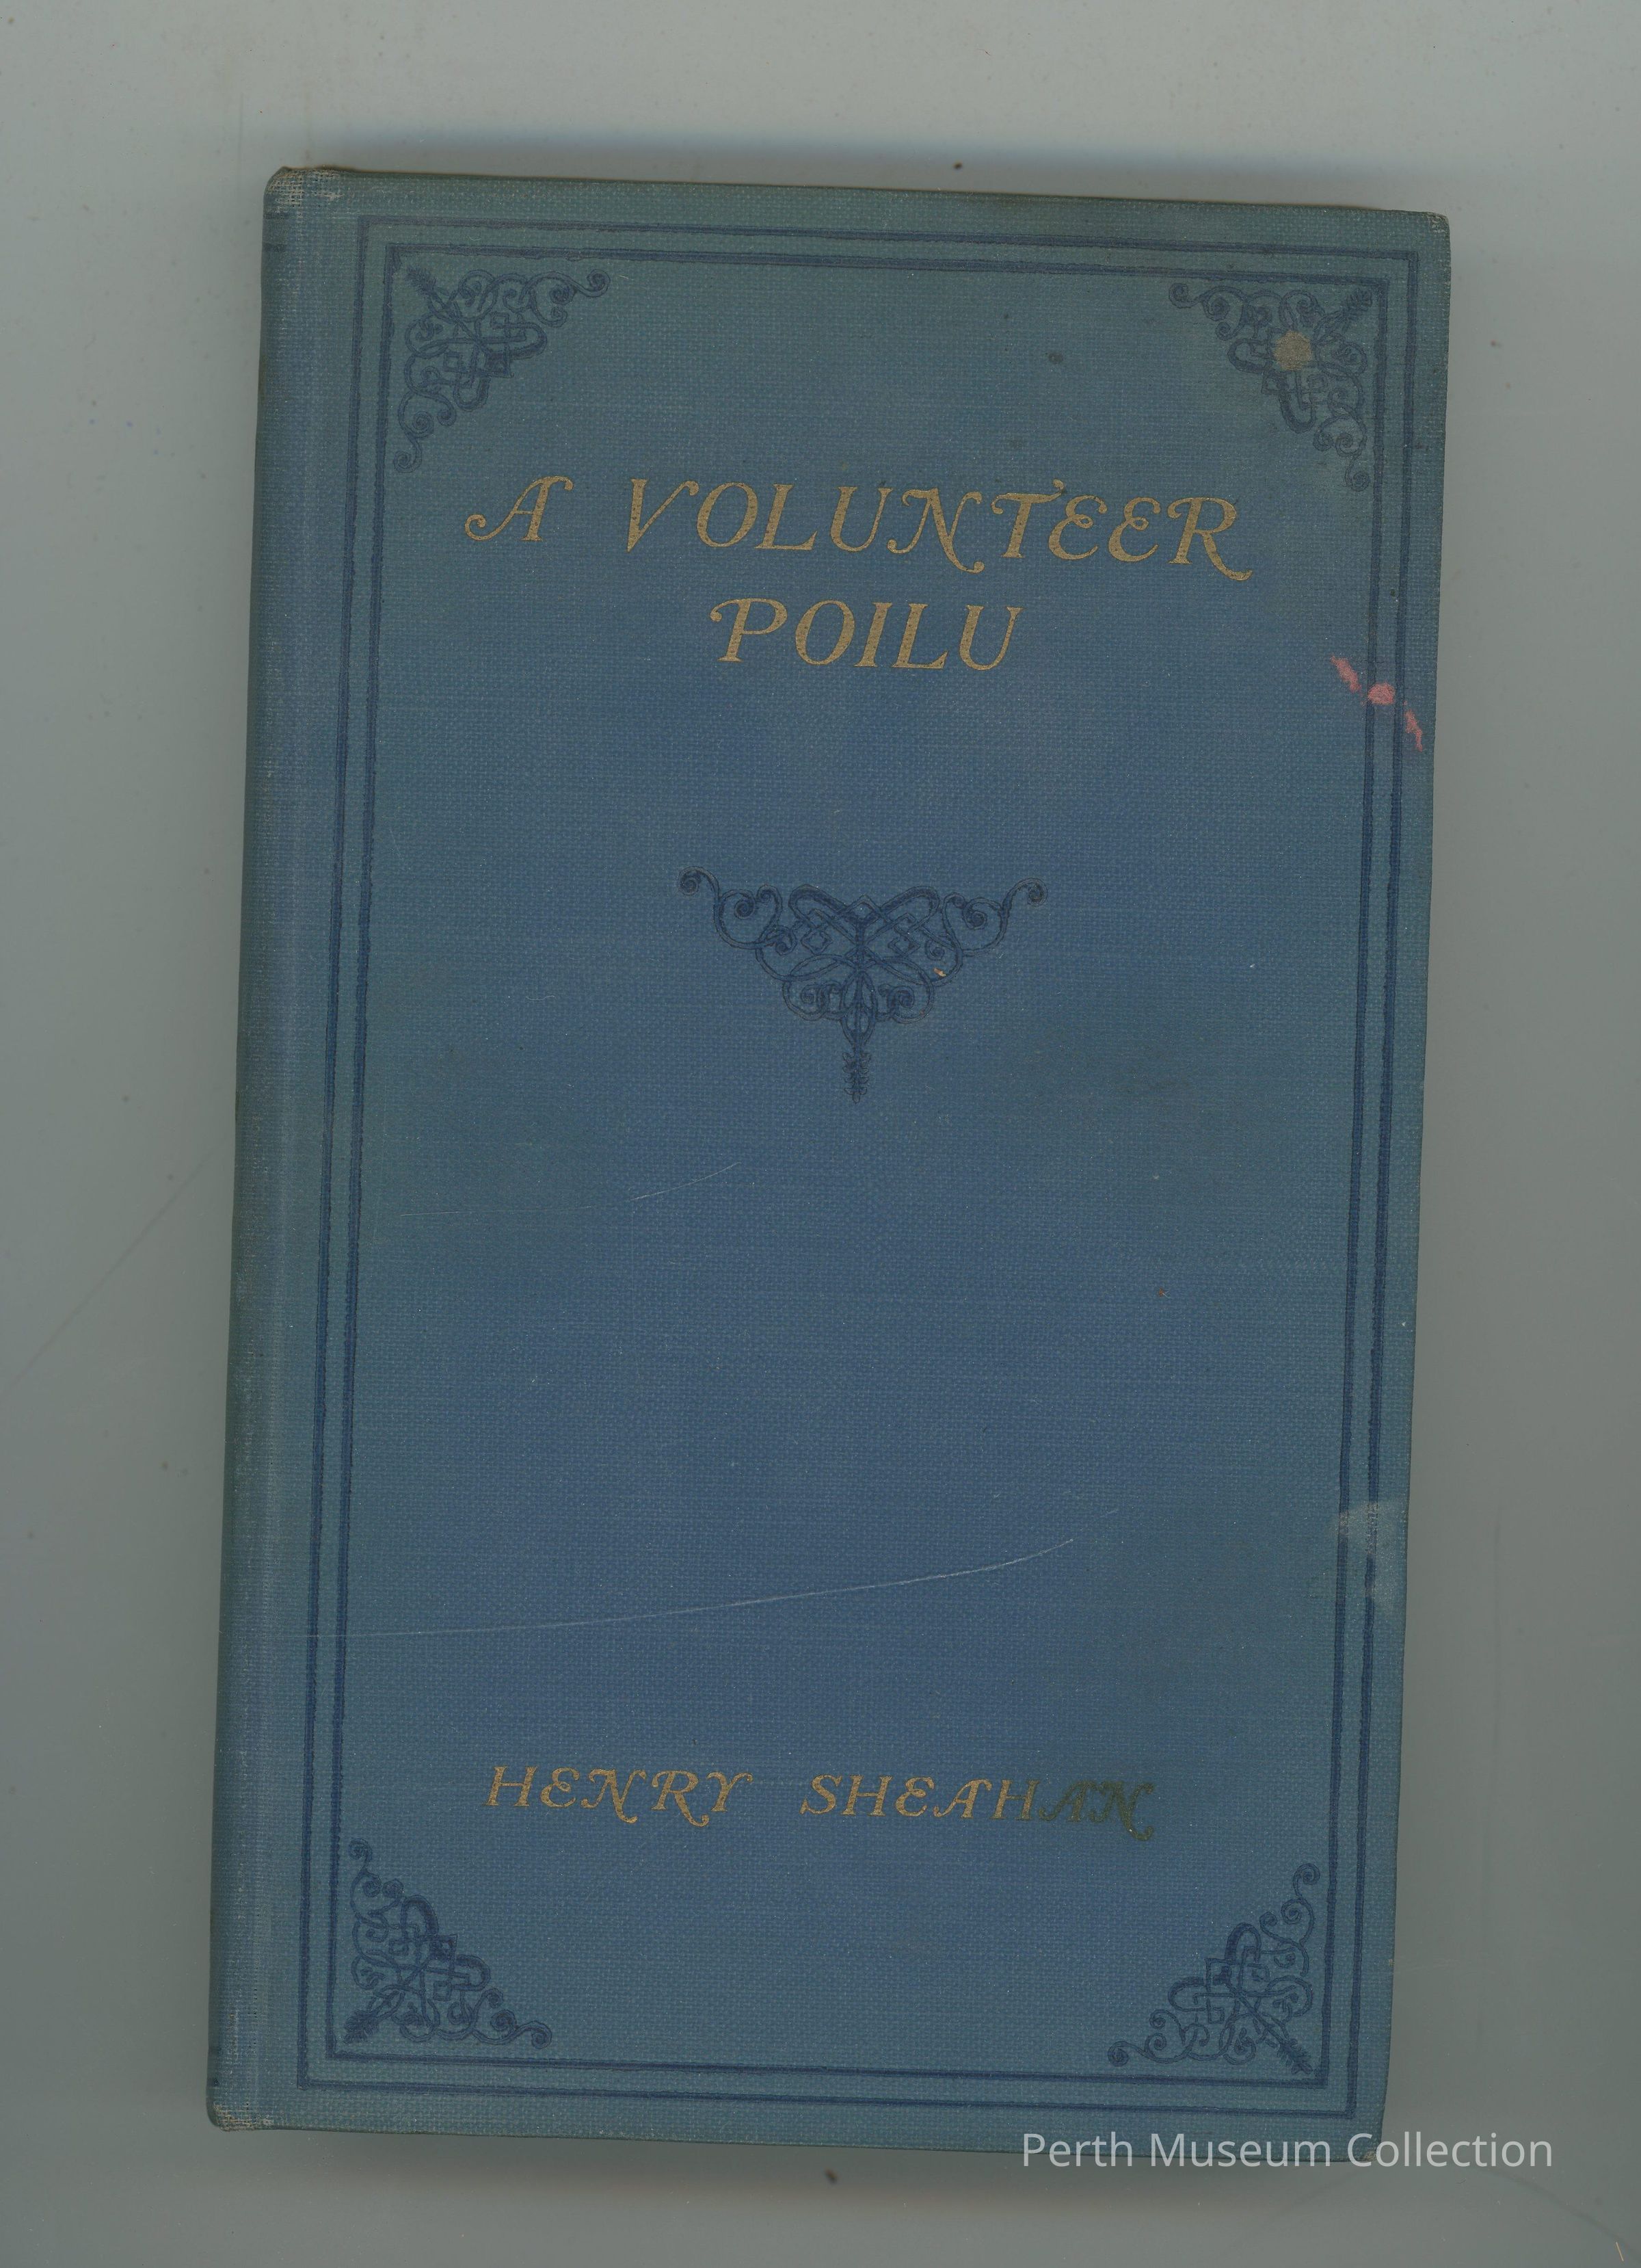 A VOLUNTEER
POILU
HENRY SHEAHAN
Perth Museum Collection